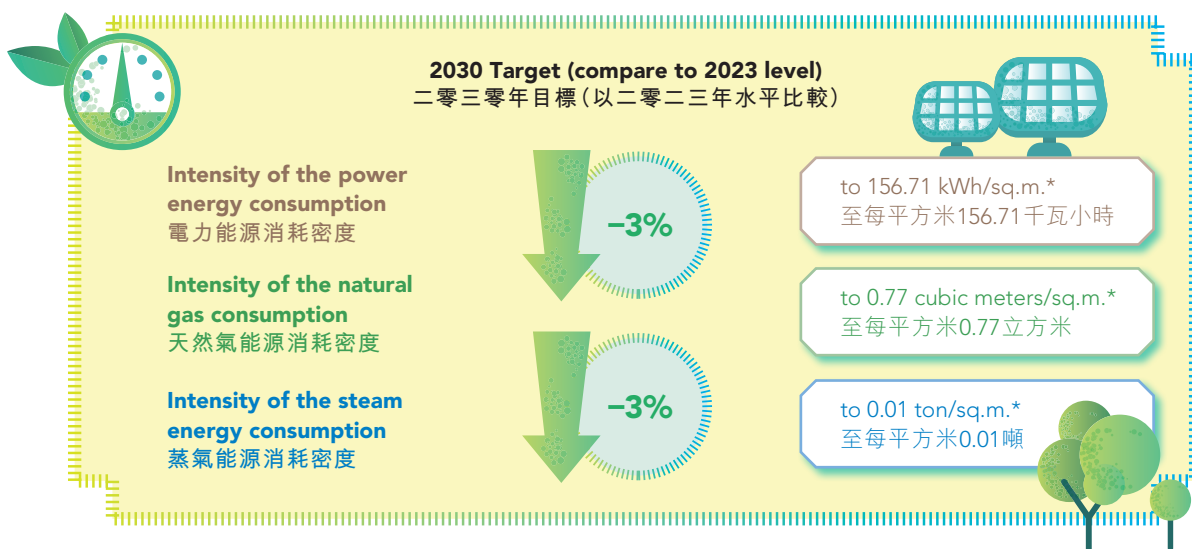 2030 Target (compare to 2023 level)
二零三零年目標（以二零二三年水平比較）
Intensity of the power
energy consumption
電力能源消耗密度
–3%
to 156.71 kWh/sq.m.*
至每平方米156.71千瓦小時
Intensity of the natural
gas consumption
天然氣能源消耗密度
to 0.77 cubic meters/sq.m.*
至每平方米0.77立方米
Intensity of the steam
energy consumption
蒸氣能源消耗密度
–3%
to 0.01 ton/sq.m.*
至每平方米0.01噸